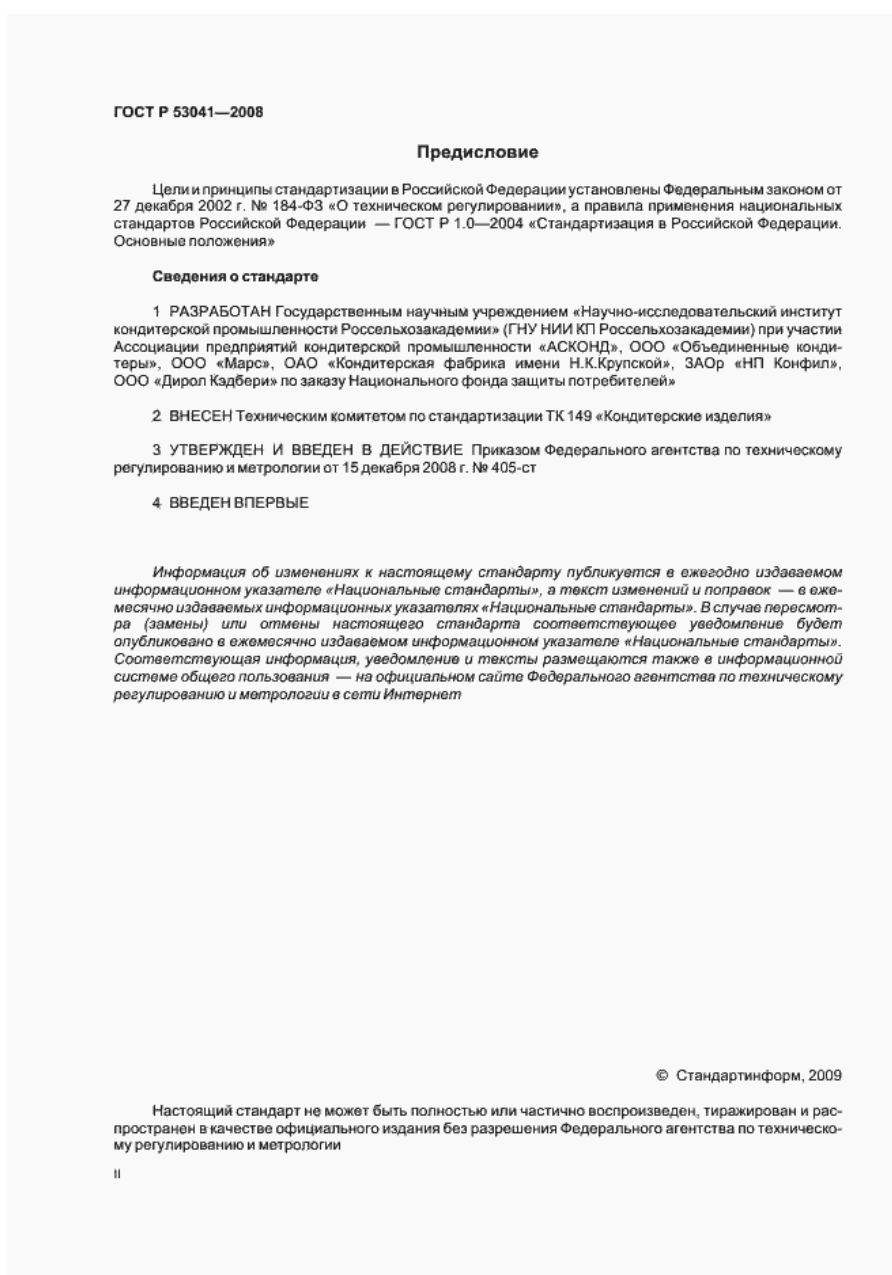 ГОСТ Р 53041—2008
Предисловие
Цели и принципы стандартизации в Российской Федерации установлены Федеральным законом от
27 декабря 2002 г. № 184-ФЗ «О техническом регулировании», а правила применения национальных
стандартов Российской Федерации — ГОСТ Р 1.0—2004 «Стандартизация в Российской Федерации.
Основные положения»
Сведения о стандарте
1 РАЗРАБОТАН Государственным научным учреждением «Научно-исследовательский институт
кондитерской промышленности Россельхозакадемии» (ГНУ НИИ КП Россельхозакадемии) при участии
Ассоциации предприятий кондитерской промышленности «АСКОНД», ООО «Объединенные конди-
теры», ООО «Марс», ОАО «Кондитерская фабрика имени Н.К.Крупской», ЗАОр «НП Конфил»,
ООО «Дирол Кэдбери» по заказу Национального фонда защиты потребителей»
2 ВНЕСЕН Техническим комитетом по стандартизации ТК 149 «Кондитерские изделия»
3 УТВЕРЖДЕН И ВВЕДЕН В ДЕЙСТВИЕ Приказом Федерального агентства по техническому
регулированию и метрологии от 15 декабря 2008 г. № 405-ст
4 ВВЕДЕН ВПЕРВЫЕ
Информация об изменениях к настоящему стандарту публикуется в ежегодно издаваемом
информационном указателе «Национальные стандарты», а текст изменений и поправок — в еже-
месячно издаваемых информационных указателях «Национальные стандарты». В случае пересмот-
ра (замены) или отмены настоящего стандарта соответствующее уведомление будет
опубликовано в ежемесячно издаваемом информационном указателе «Национальные стандарты».
Соответствующая информация, уведомление и тексты размещаются также в информационной
системе общего пользования — на официальном сайте Федерального агентства по техническому
регулированию и метрологии в сети Интернет
© Стандартинформ, 2009
Настоящий стандарт не может быть полностью или частично воспроизведен, тиражирован и рас-
пространен в качестве официального издания без разрешения Федерального агентства по техническо-
му регулированию и метрологии
II